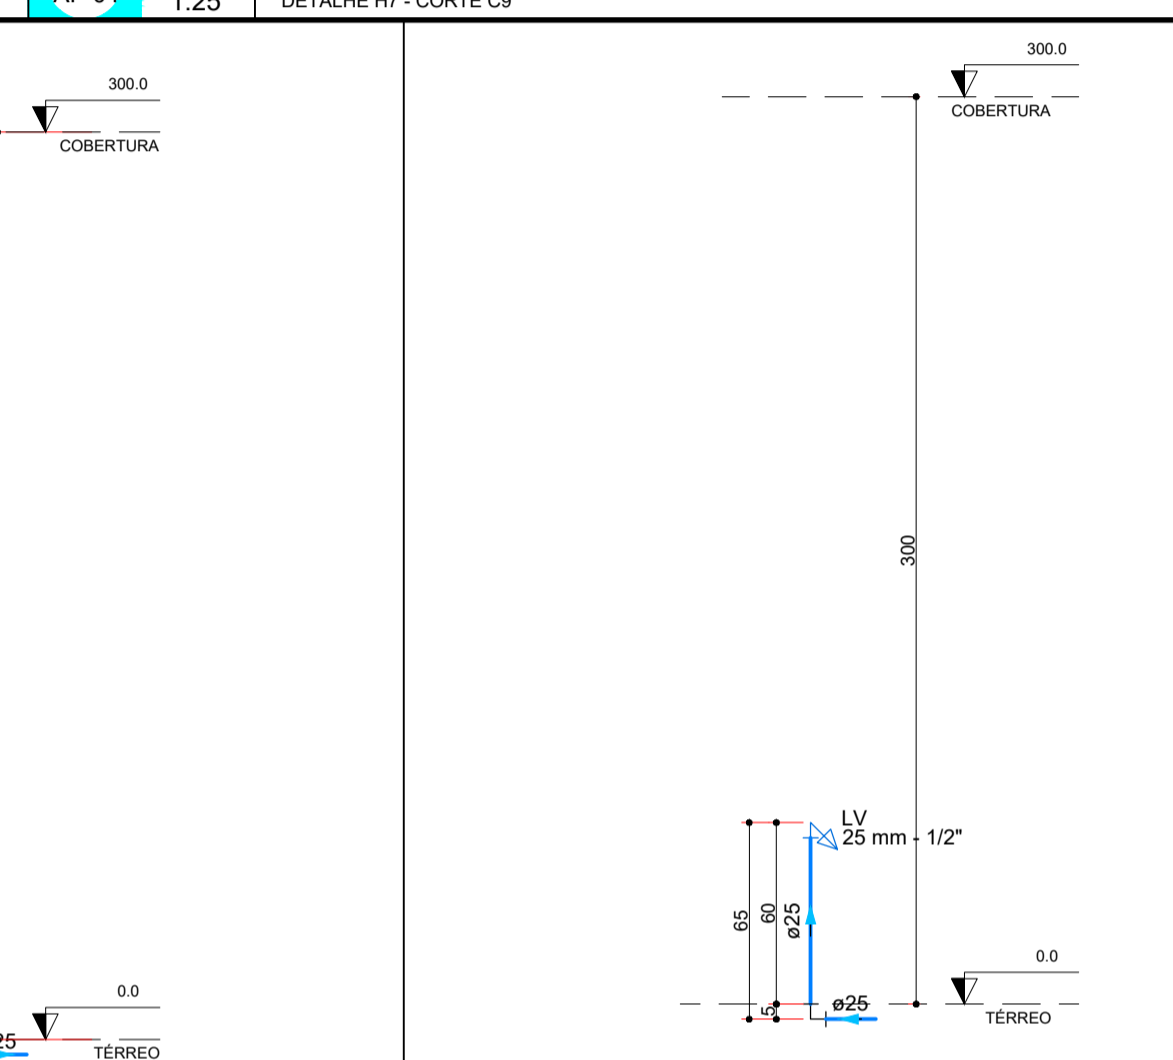 1:25
DETALHE H7 - CORTE C9
300.0
COBERTURA
0.0
TÉRREO
300.0
COBERTURA
300
LV
25 mm - 1/2"
65
60
ø25
5
ø25
0.0
TÉRREO